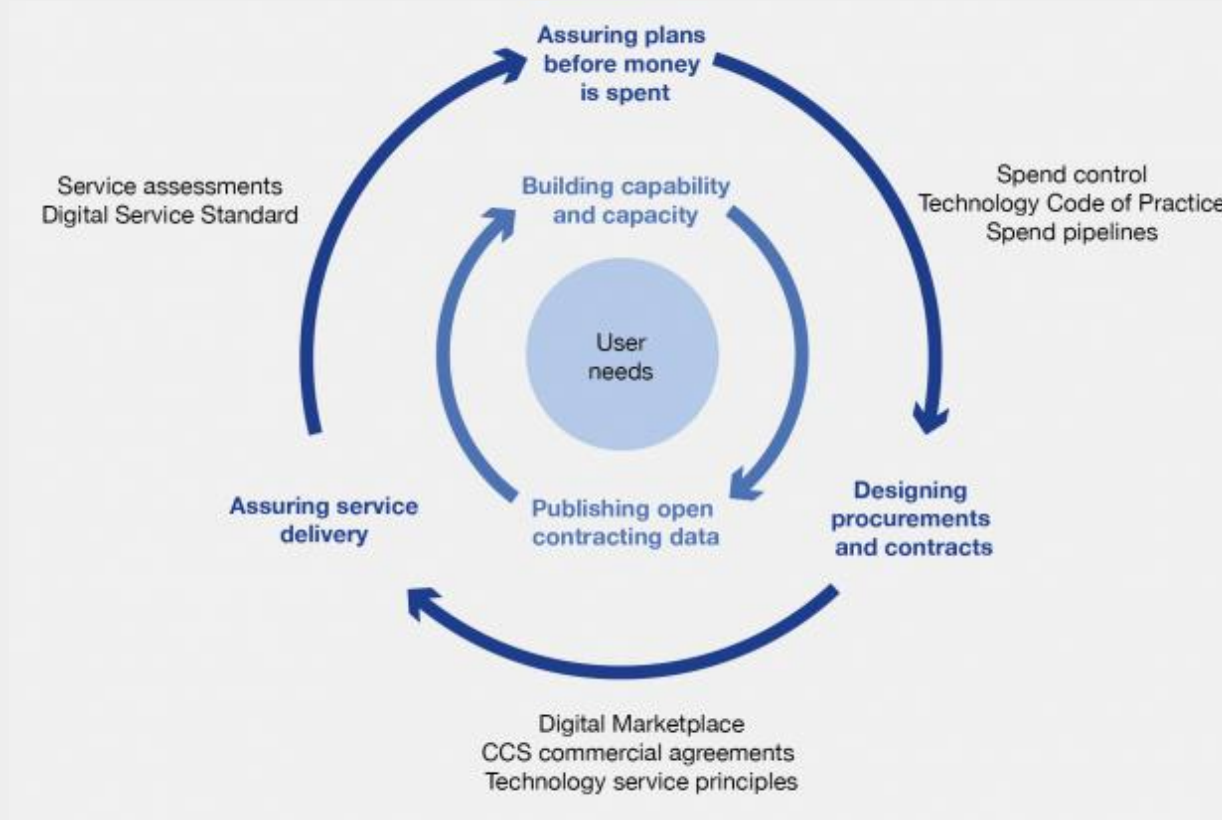 Assuring plans
before money
is spent
Service assessments
Digital Service Standard
Building capability
and capacity
Spend control
Technology Code of Practice
Spend pipelines
User
needs
Assuring service
delivery
Publishing open
contracting data
Designing
procurements
and contracts
Digital Marketplace
CCS commercial agreements
Technology service principles